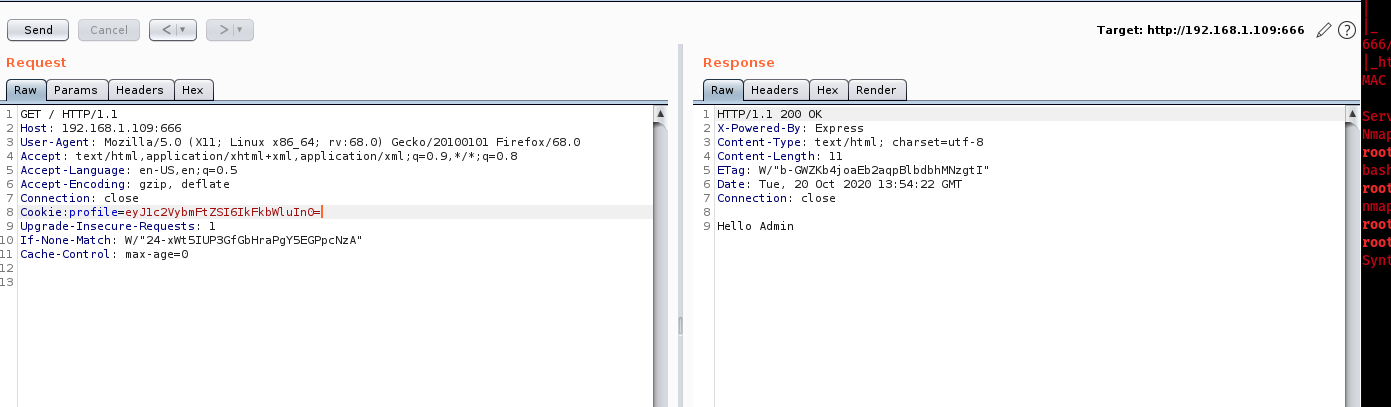 Send Cancel < > Target: http://192.168.1.109:666 ?
Request
Raw Params Headers Hex
1 GET / HTTP/1.1
2 Host: 192.168.1.109:666
3 User-Agent: Mozilla/5.0 (X11; Linux x86_64; rv:68.0) Gecko/20100101 Firefox/68.0
4 Accept: text/html,application/xhtml+xml,application/xml;q=0.9,*/*;q=0.8
5 Accept-Language: en-US,en;q=0.5
6 Accept-Encoding: gzip, deflate
7 Connection: close
8 Cookie:profile=eyJ1c2VybmFtZSI6IkFkbWluIn0=
9 Upgrade-Insecure-Requests: 1
10 If-None-Match: W/"24-xWt5IUP3GfGbHraPgY5EGPpcNzA"
11 Cache-Control: max-age=0
12
13
Response
Raw Headers Hex Render
1 HTTP/1.1 200 OK
2 X-Powered-By: Express
3 Content-Type: text/html; charset=utf-8
4 Content-Length: 11
5 ETag: W/"b-GWZKb4joaEb2aqpBlbdbhMNzgtI"
6 Date: Tue, 20 Oct 2020 13:54:22 GMT
7 Connection: close
8
9 Hello Admin
|_
666/
|_ht
MAC
Serv
Nmap
root
bash
root
nmap
root
root
Synt